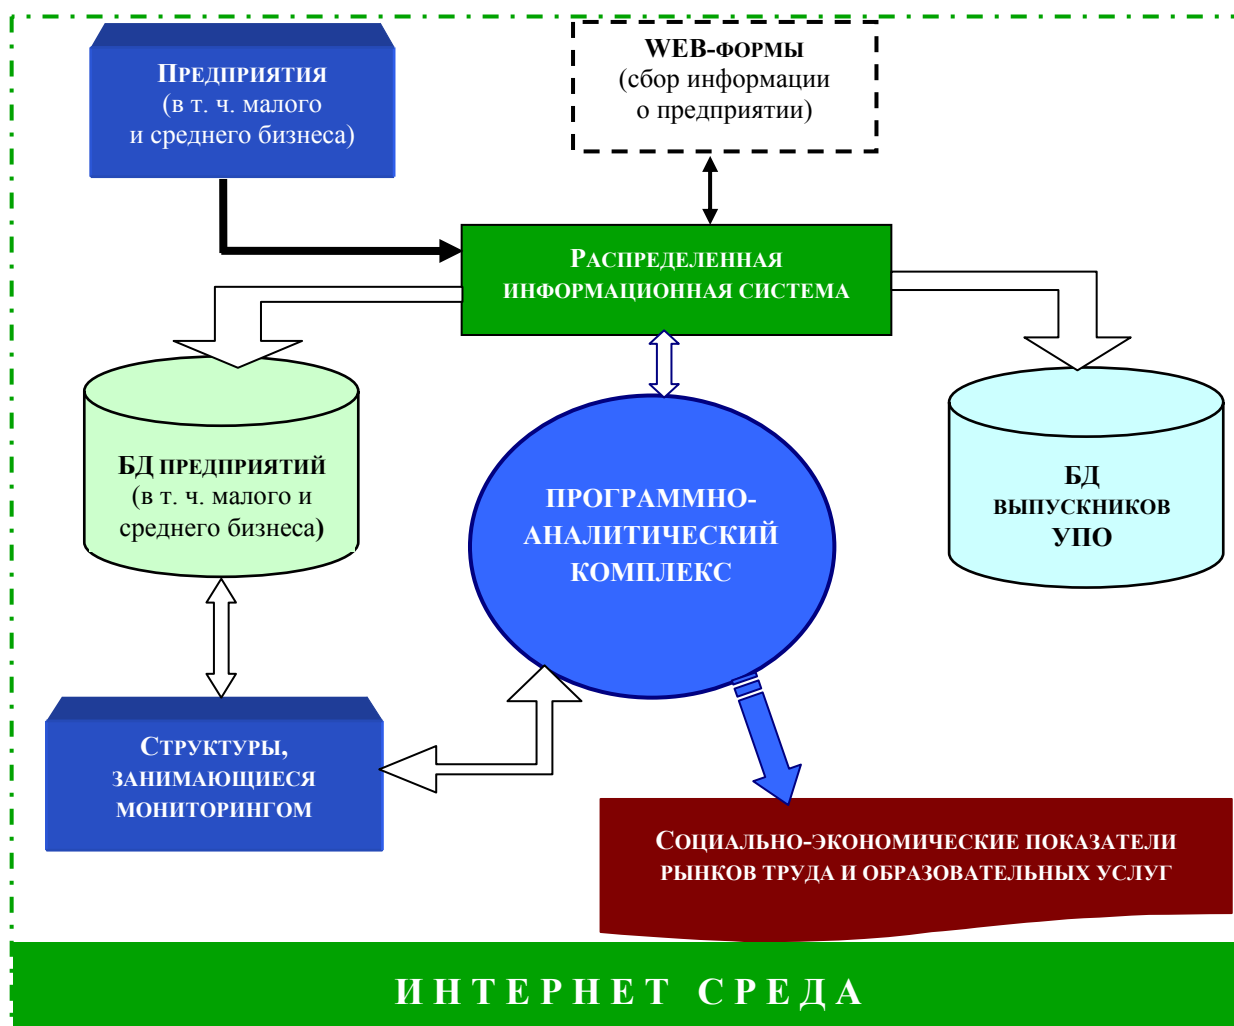 ПРЕДПРИЯТИЯ
(в т. ч. малого
и среднего бизнеса)
WEB-ФОРМЫ
(сбор информации
о предприятии)
РАСПРЕДЕЛЕННАЯ
ИНФОРМАЦИОННАЯ СИСТЕМА
БД ПРЕДПРИЯТИЙ
(в т. ч. малого и
среднего бизнеса)
ПРОГРАММНО-
АНАЛИТИЧЕСКИЙ
КОМПЛЕКС
БД
ВЫПУСКНИКОВ
УПО
СТРУКТУРЫ,
ЗАНИМАЮЩИЕСЯ
МОНИТОРИНГОМ
СОЦИАЛЬНО-ЭКОНОМИЧЕСКИЕ ПОКАЗАТЕЛИ
РЫНКОВ ТРУДА И ОБРАЗОВАТЕЛЬНЫХ УСЛУГ
ИНТЕРНЕТ СРЕДА